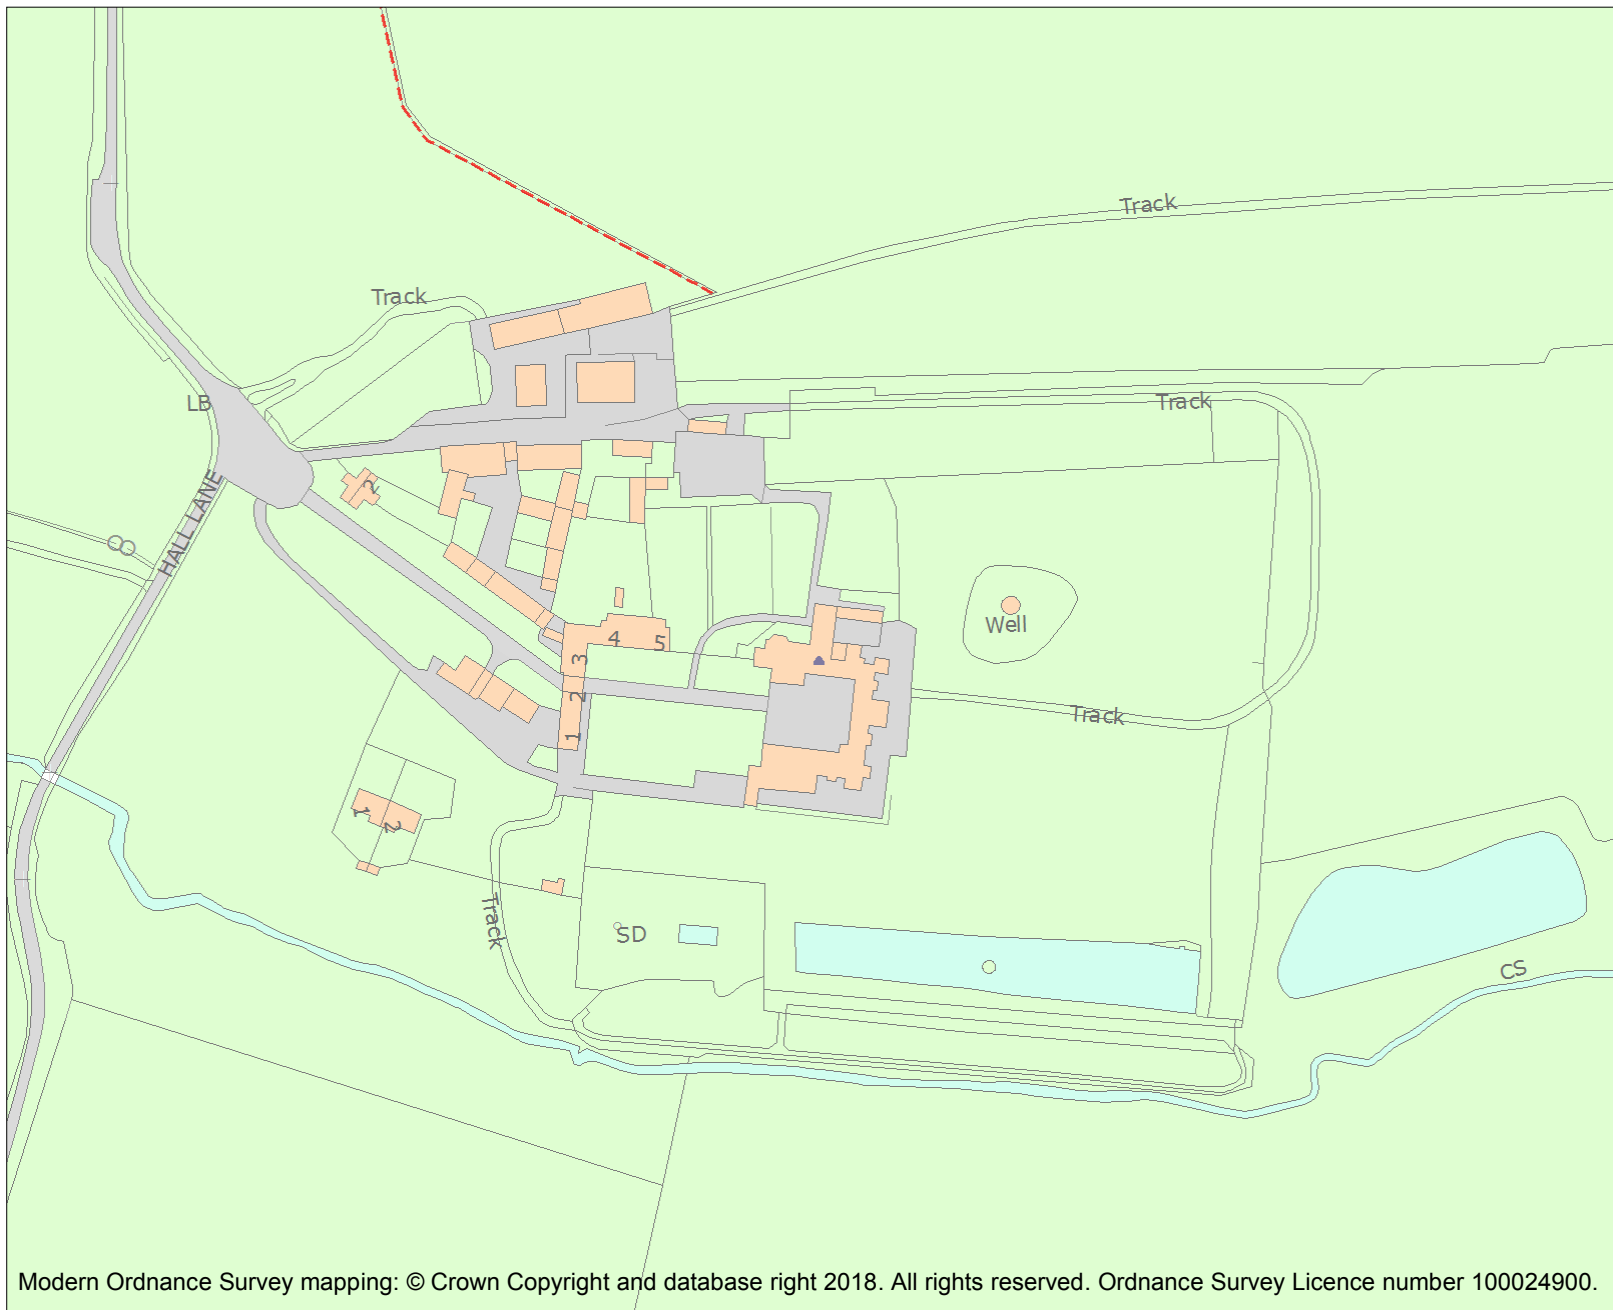 Track
Track
LB
Track
2
HALL LANE
Well
4
5
3
2
1
Track
1
2
Track
SD
CS
Modern Ordnance Survey mapping: © Crown Copyright and database right 2018. All rights reserved. Ordnance Survey Licence number 100024900.